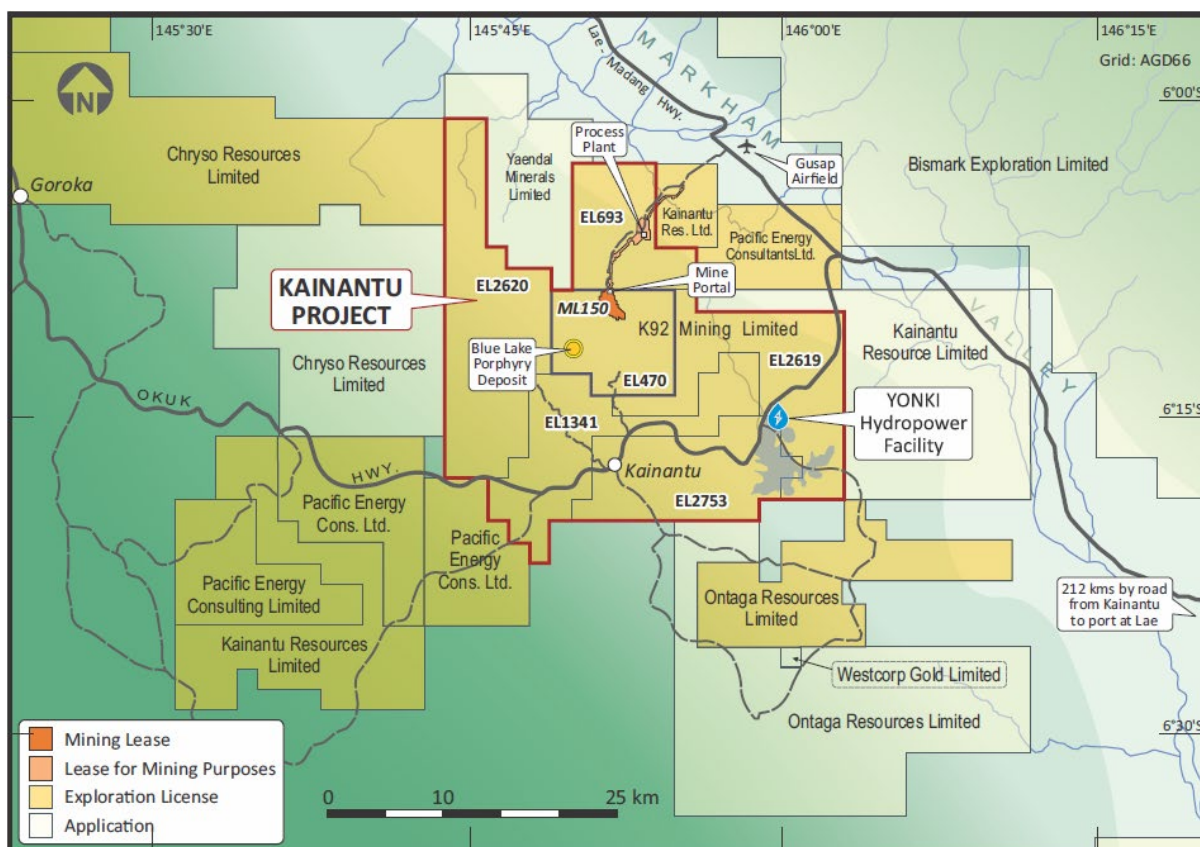 145°30'E
145°45'E
146°00'E
146°15'E
Grid: AGD66
6°00'S
6°15'S
6°30'S
N
MARKHAM
VALLEY
Lae - Madang Hwy.
Process
Plant
Gusap
Airfield
Bismark Exploration Limited
Chryso Resources
Limited
Goroka
Yaendal
Minerals
Limited
EL693
Kainantu
Res. Ltd.
Pacific Energy
ConsultantsLtd.
Mine
Portal
KAINANTU
PROJECT
EL2620
ML150
K92 Mining Limited
Kainantu
Resource Limited
Blue Lake
Porphyry
Deposit
EL2619
EL470
Chryso Resources
Limited
OKUK
HWY.
EL1341
YONKI
Hydropower
Facility
Kainantu
EL2753
Pacific Energy
Cons. Ltd.
Pacific
Energy
Cons. Ltd.
Pacific Energy
Consulting Limited
Kainantu Resources
Limited
Ontaga Resources
Limited
212 kms by road
from Kainantu
to port at Lae
Westcorp Gold Limited
Ontaga Resources Limited
Mining Lease
Lease for Mining Purposes
Exploration License
Application
0 10 25 km